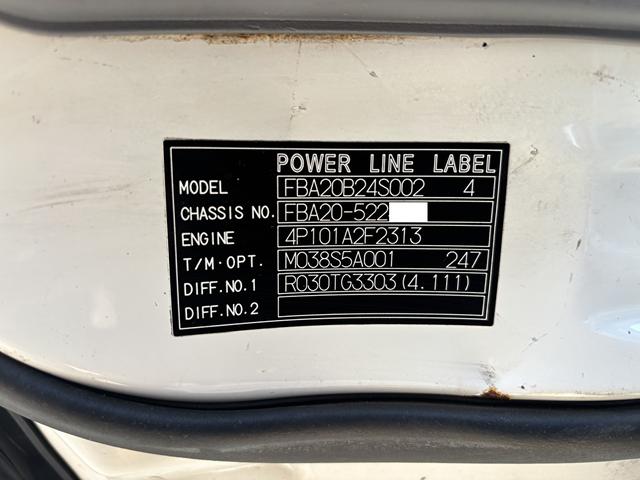 POWER LINE LABEL
MODEL FBA20B24S002 4
CHASSIS NO. FBA20-522
ENGINE 4P101A2F2313
T/M·OPT. M038S5A001 247
DIFF.NO.1 R030TG3303(4.111)
DIFF.NO.2